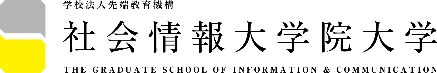 学校法人先端教育機構
社会情報大学院大学
THE GRADUATE SCHOOL OF INFORMATION & COMMUNICATION